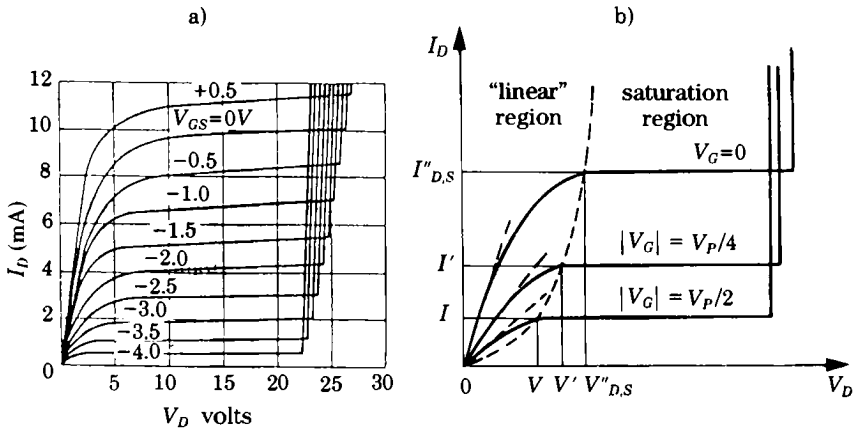 a)
12
10
8
6
4
2
0
I_D (mA)
+0.5
V_GS=0V
−0.5
−1.0
−1.5
−2.0
−2.5
−3.0
−3.5
−4.0
5 10 15 20 25 30
V_D volts
b)
I_D
"linear" region
saturation region
V_G=0
I″_D,S
|V_G| = V_P/4
I′
|V_G| = V_P/2
I
0 V V′ V″_D,S V_D